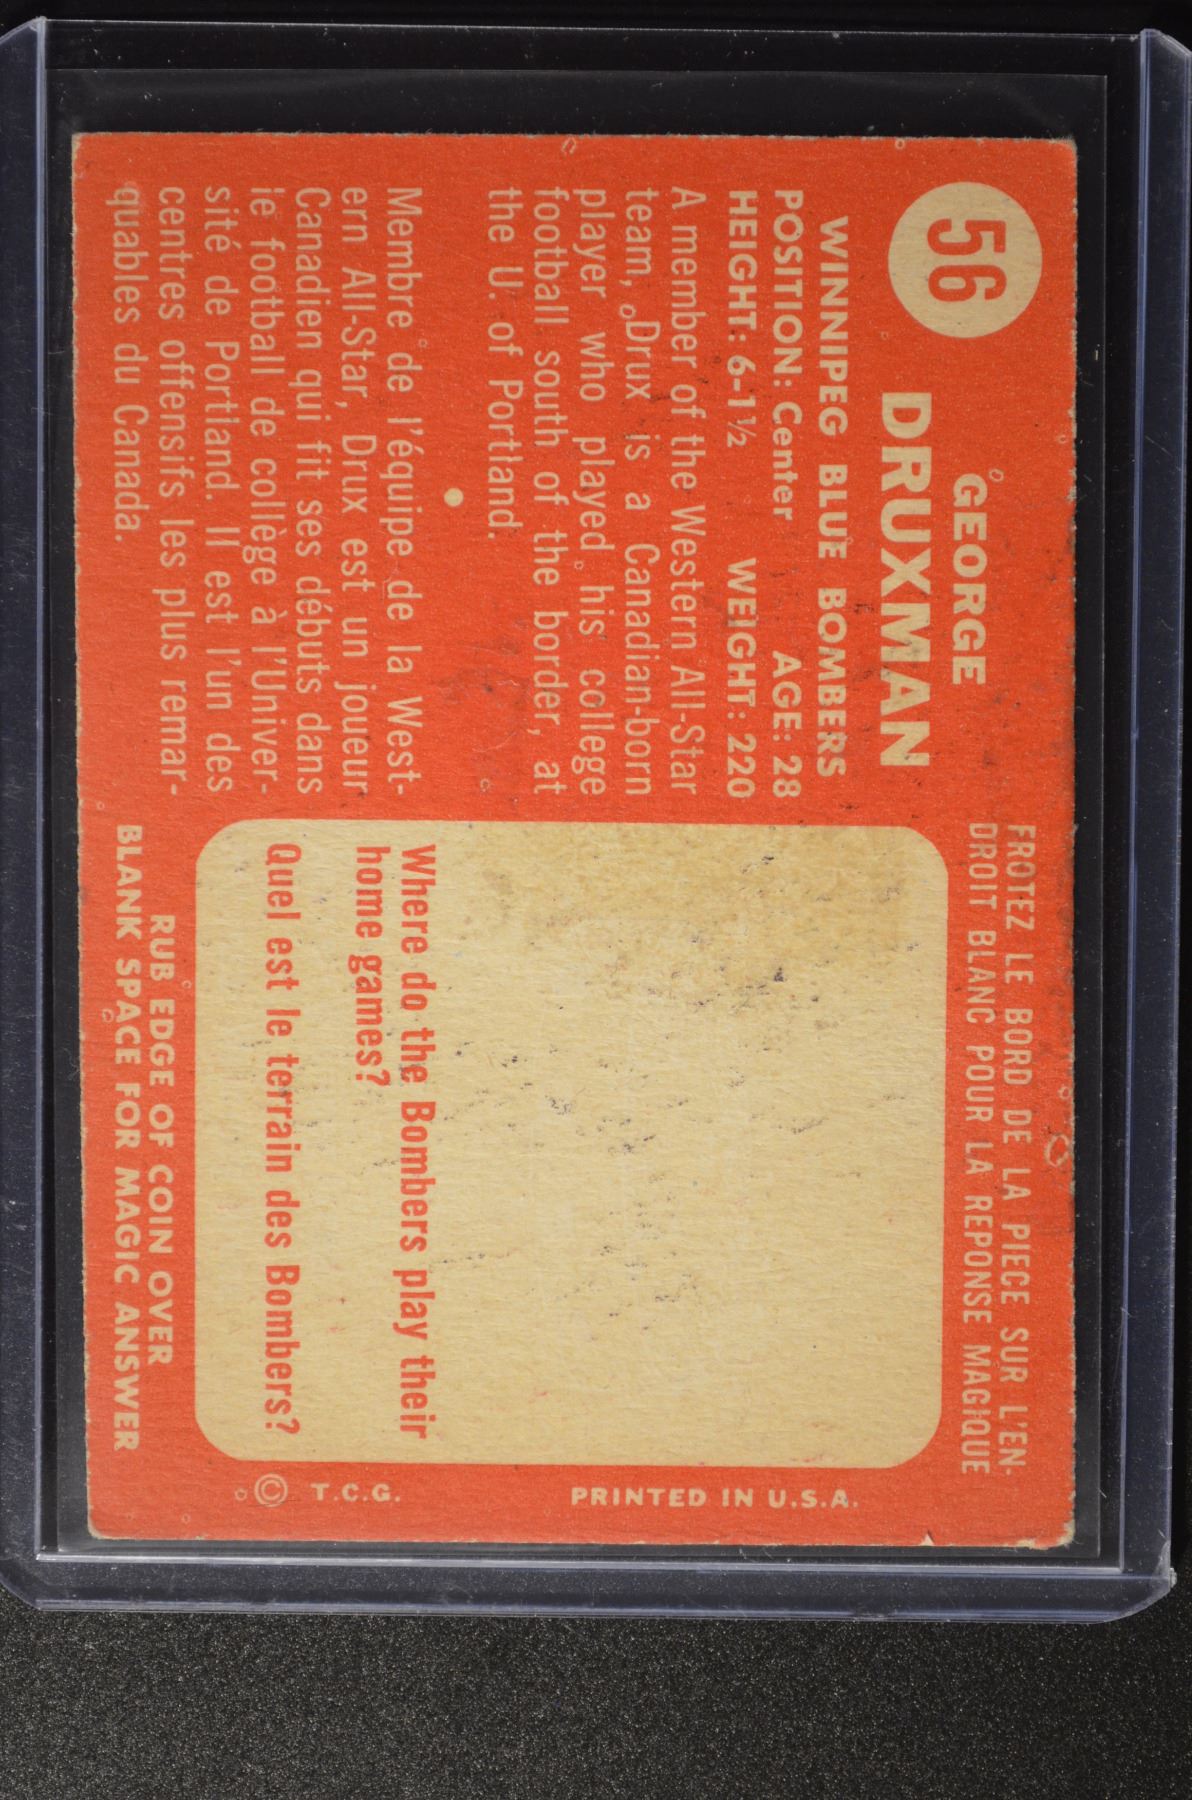 56
GEORGE
DRUXMAN
WINNIPEG BLUE BOMBERS
POSITION: Center AGE: 28
HEIGHT: 6-1½ WEIGHT: 220
A member of the Western All-Star
team, Drux is a Canadian-born
player who played his college
football south of the border, at
the U. of Portland.
Membre de l'équipe de la West-
ern All-Star, Drux est un joueur
Canadien qui fit ses débuts dans
le football de collège à l'Univer-
sité de Portland. Il est l'un des
centres offensifs les plus remar-
quables du Canada.
FROTEZ LE BORD DE LA PIECE SUR L'EN-
DROIT BLANC POUR LA REPONSE MAGIQUE
Where do the Bombers play their
home games?
Quel est le terrain des Bombers?
RUB EDGE OF COIN OVER
BLANK SPACE FOR MAGIC ANSWER
© T.C.G. PRINTED IN U.S.A.